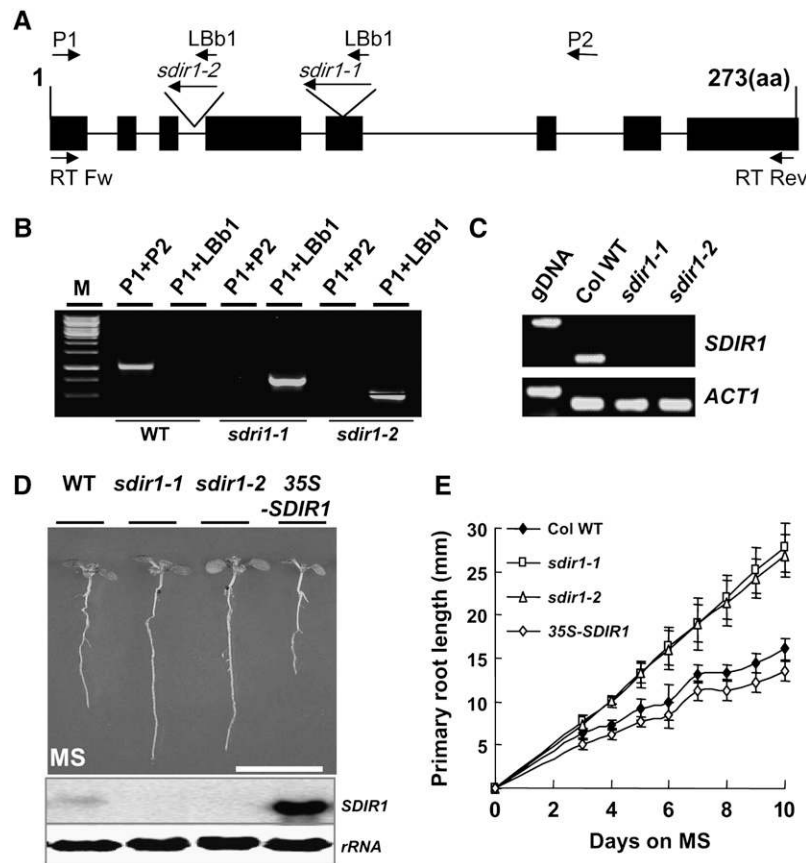 A
P1
LBb1
LBb1
P2
sdir1-2
sdir1-1
1
273(aa)
RT Fw
RT Rev
B
M
P1+P2
P1+LBb1
P1+P2
P1+LBb1
P1+P2
P1+LBb1
WT
sdri1-1
sdir1-2
C
gDNA
Col WT
sdir1-1
sdir1-2
SDIR1
ACT1
D
WT
sdir1-1
sdir1-2
35S
-SDIR1
MS
SDIR1
rRNA
E
Primary root length (mm)
30
25
20
15
10
5
0
2
4
6
8
10
Days on MS
Col WT
sdir1-1
sdir1-2
35S-SDIR1